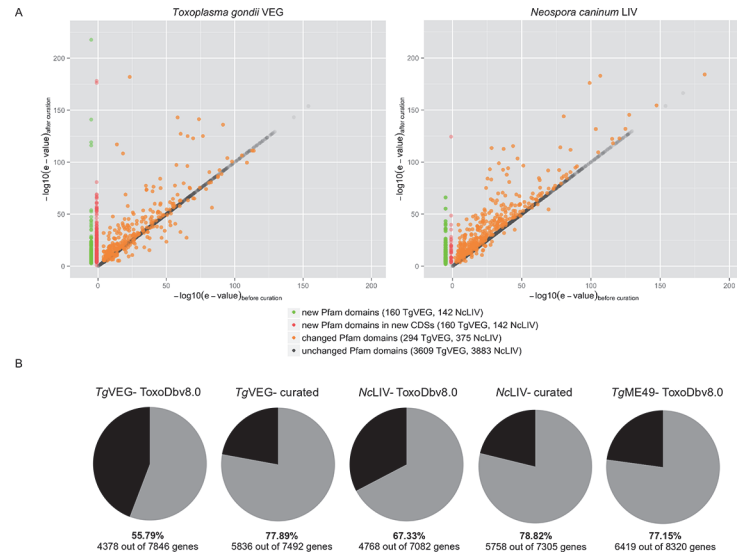 A
Toxoplasma gondii VEG
Neospora caninum LIV
−log10(e−value)after curation
200
150
100
50
0
0
50
100
150
200
−log10(e−value)before curation
−log10(e−value)after curation
200
150
100
50
0
0
50
100
150
200
−log10(e−value)before curation
new Pfam domains (160 TgVEG, 142 NcLIV)
new Pfam domains in new CDSs (160 TgVEG, 142 NcLIV)
changed Pfam domains (294 TgVEG, 375 NcLIV)
unchanged Pfam domains (3609 TgVEG, 3883 NcLIV)
B
TgVEG- ToxoDbv8.0
TgVEG- curated
NcLIV- ToxoDbv8.0
NcLIV- curated
TgME49- ToxoDbv8.0
55.79%
4378 out of 7846 genes
77.89%
5836 out of 7492 genes
67.33%
4768 out of 7082 genes
78.82%
5758 out of 7305 genes
77.15%
6419 out of 8320 genes